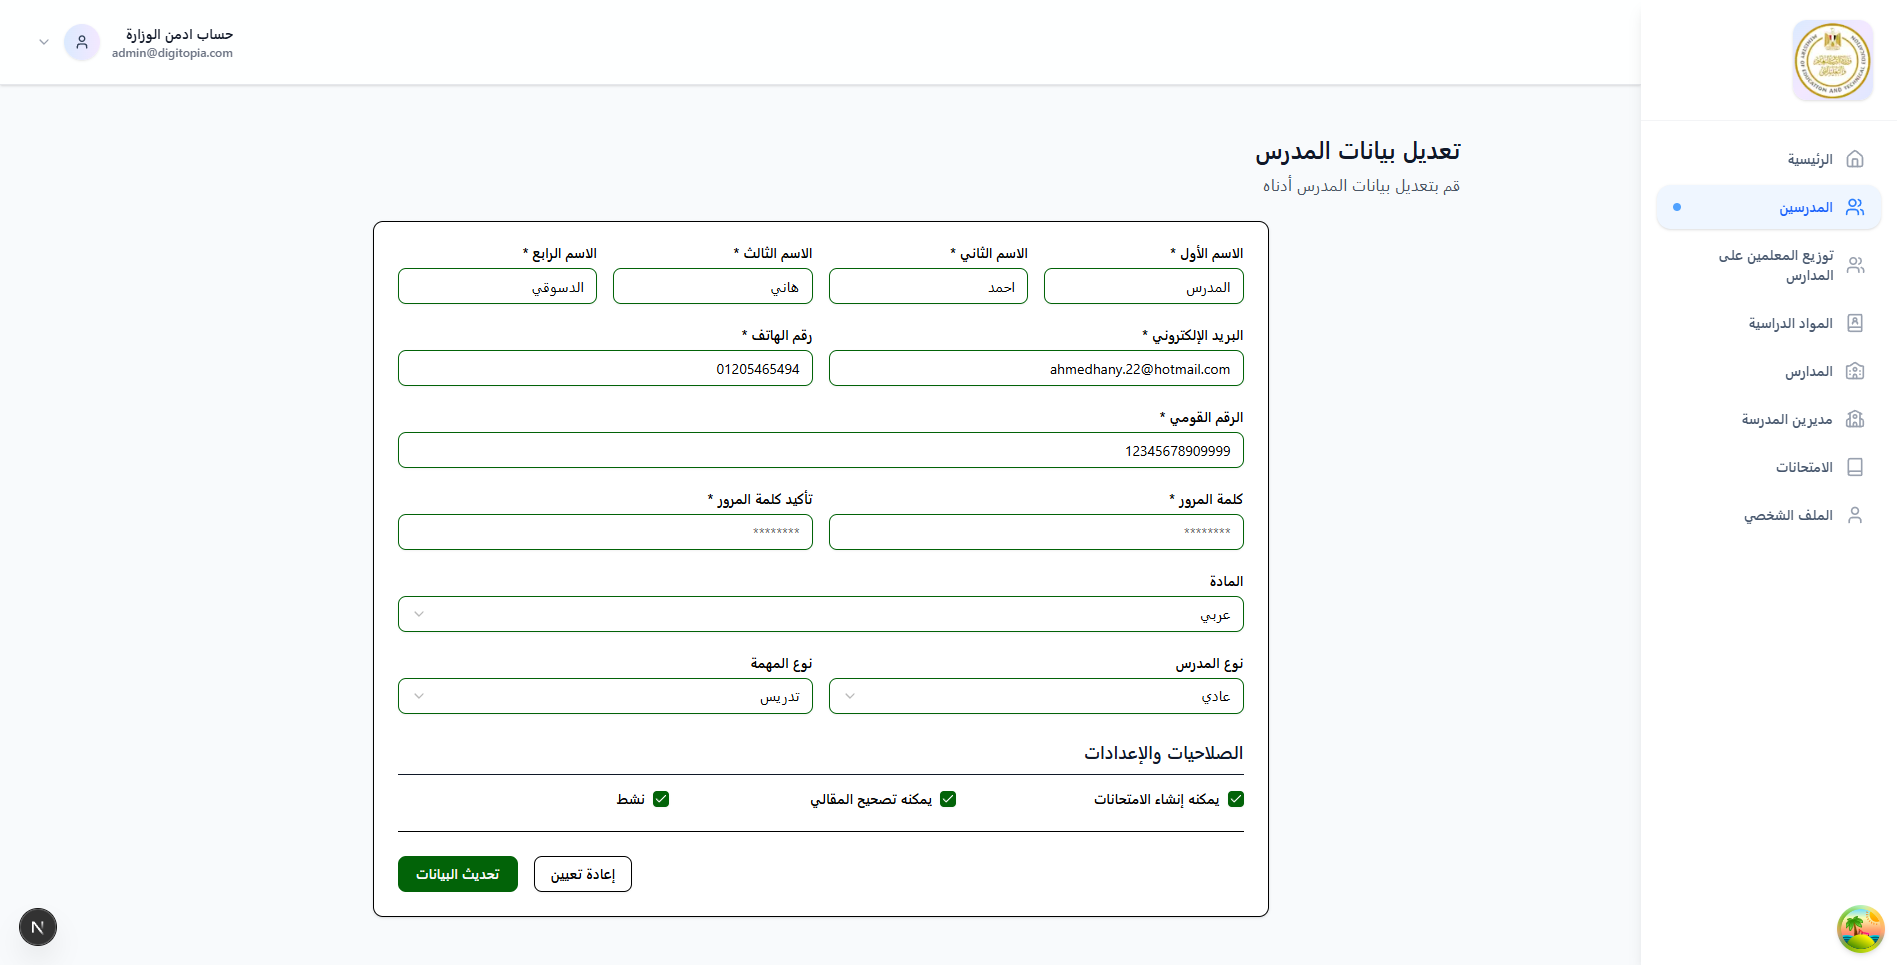 حساب ادمن الوزارة
admin@digitopia.com
الرئيسية
المدرسين
توزيع المعلمين على
المدارس
المواد الدراسية
المدارس
مديرين المدرسة
الامتحانات
الملف الشخصي
تعديل بيانات المدرس
قم بتعديل بيانات المدرس أدناه
الاسم الأول *
المدرس
الاسم الثاني *
احمد
الاسم الثالث *
هاني
الاسم الرابع *
الدسوقي
البريد الإلكتروني *
ahmedhany.22@hotmail.com
رقم الهاتف *
01205465494
الرقم القومي *
12345678909999
كلمة المرور *
********
تأكيد كلمة المرور *
********
المادة
عربي
نوع المدرس
عادي
نوع المهمة
تدريس
الصلاحيات والإعدادات
يمكنه إنشاء الامتحانات
يمكنه تصحيح المقالي
نشط
إعادة تعيين
تحديث البيانات
N